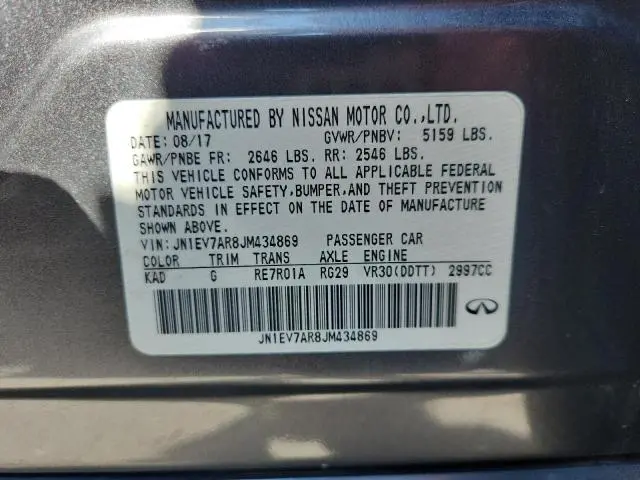 MANUFACTURED BY NISSAN MOTOR CO.,LTD.
DATE: 08/17 GVWR/PNBV: 5159 LBS.
GAWR/PNBE FR: 2646 LBS. RR: 2546 LBS.
THIS VEHICLE CONFORMS TO ALL APPLICABLE FEDERAL
MOTOR VEHICLE SAFETY,BUMPER,AND THEFT PREVENTION
STANDARDS IN EFFECT ON THE DATE OF MANUFACTURE
SHOWN ABOVE.
VIN:JN1EV7AR8JM434869 PASSENGER CAR
COLOR TRIM TRANS AXLE ENGINE
KAD G RE7R01A RG29 VR30(DDTT) 2997CC
JN1EV7AR8JM434869